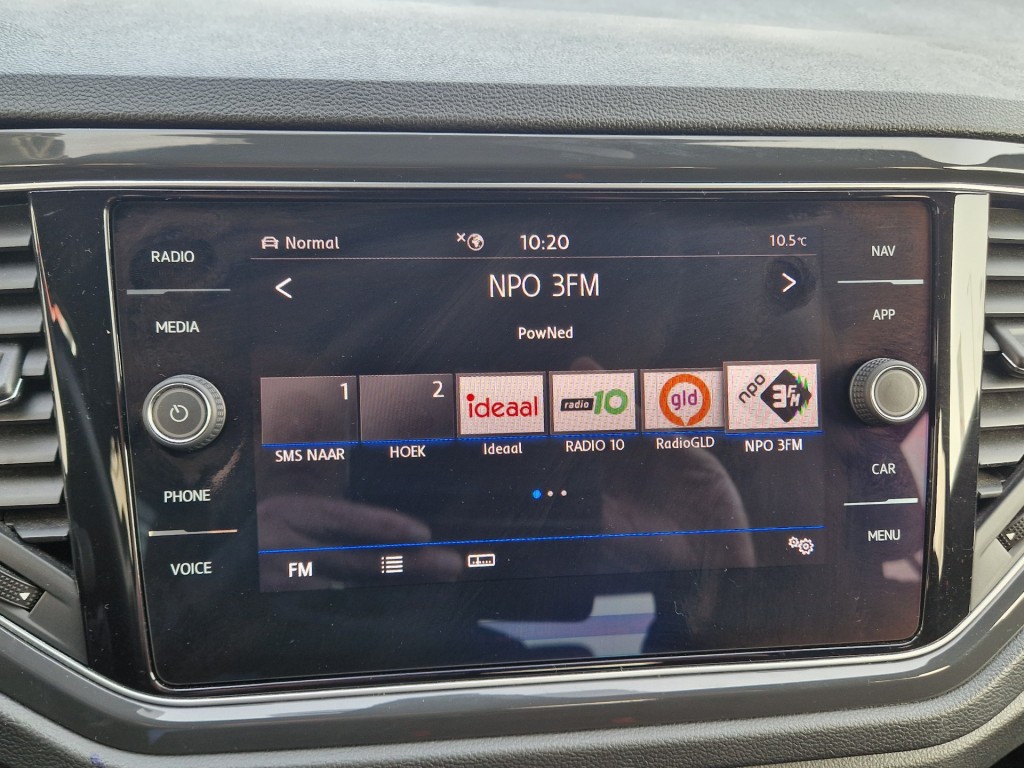 RADIO
MEDIA
PHONE
VOICE
Normal
10:20
10.5°C
NPO 3FM
PowNed
1
2
ideaal
radio 10
gld
npo 3FM
SMS NAAR
HOEK
Ideaal
RADIO 10
RadioGLD
NPO 3FM
FM
NAV
APP
CAR
MENU